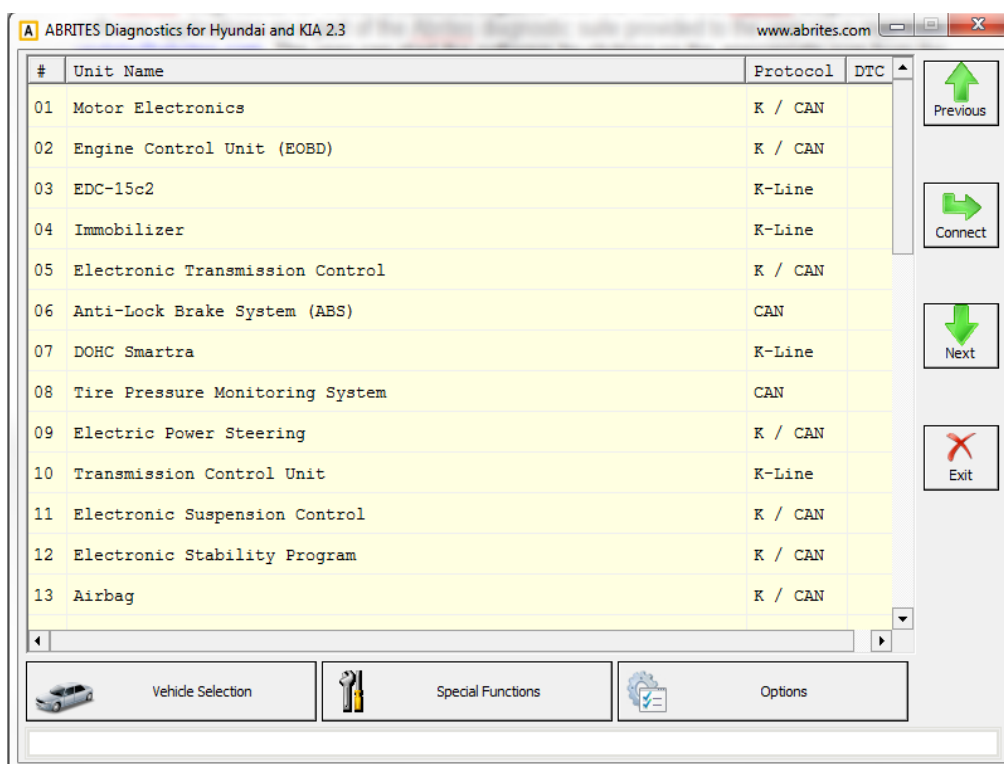 A ABRITES Diagnostics for Hyundai and KIA 2.3 www.abrites.com
# Unit Name Protocol DTC
01 Motor Electronics K / CAN
02 Engine Control Unit (EOBD) K / CAN
03 EDC-15c2 K-Line
04 Immobilizer K-Line
05 Electronic Transmission Control K / CAN
06 Anti-Lock Brake System (ABS) CAN
07 DOHC Smartra K-Line
08 Tire Pressure Monitoring System CAN
09 Electric Power Steering K / CAN
10 Transmission Control Unit K-Line
11 Electronic Suspension Control K / CAN
12 Electronic Stability Program K / CAN
13 Airbag K / CAN
Previous
Connect
Next
Exit
Vehicle Selection Special Functions Options